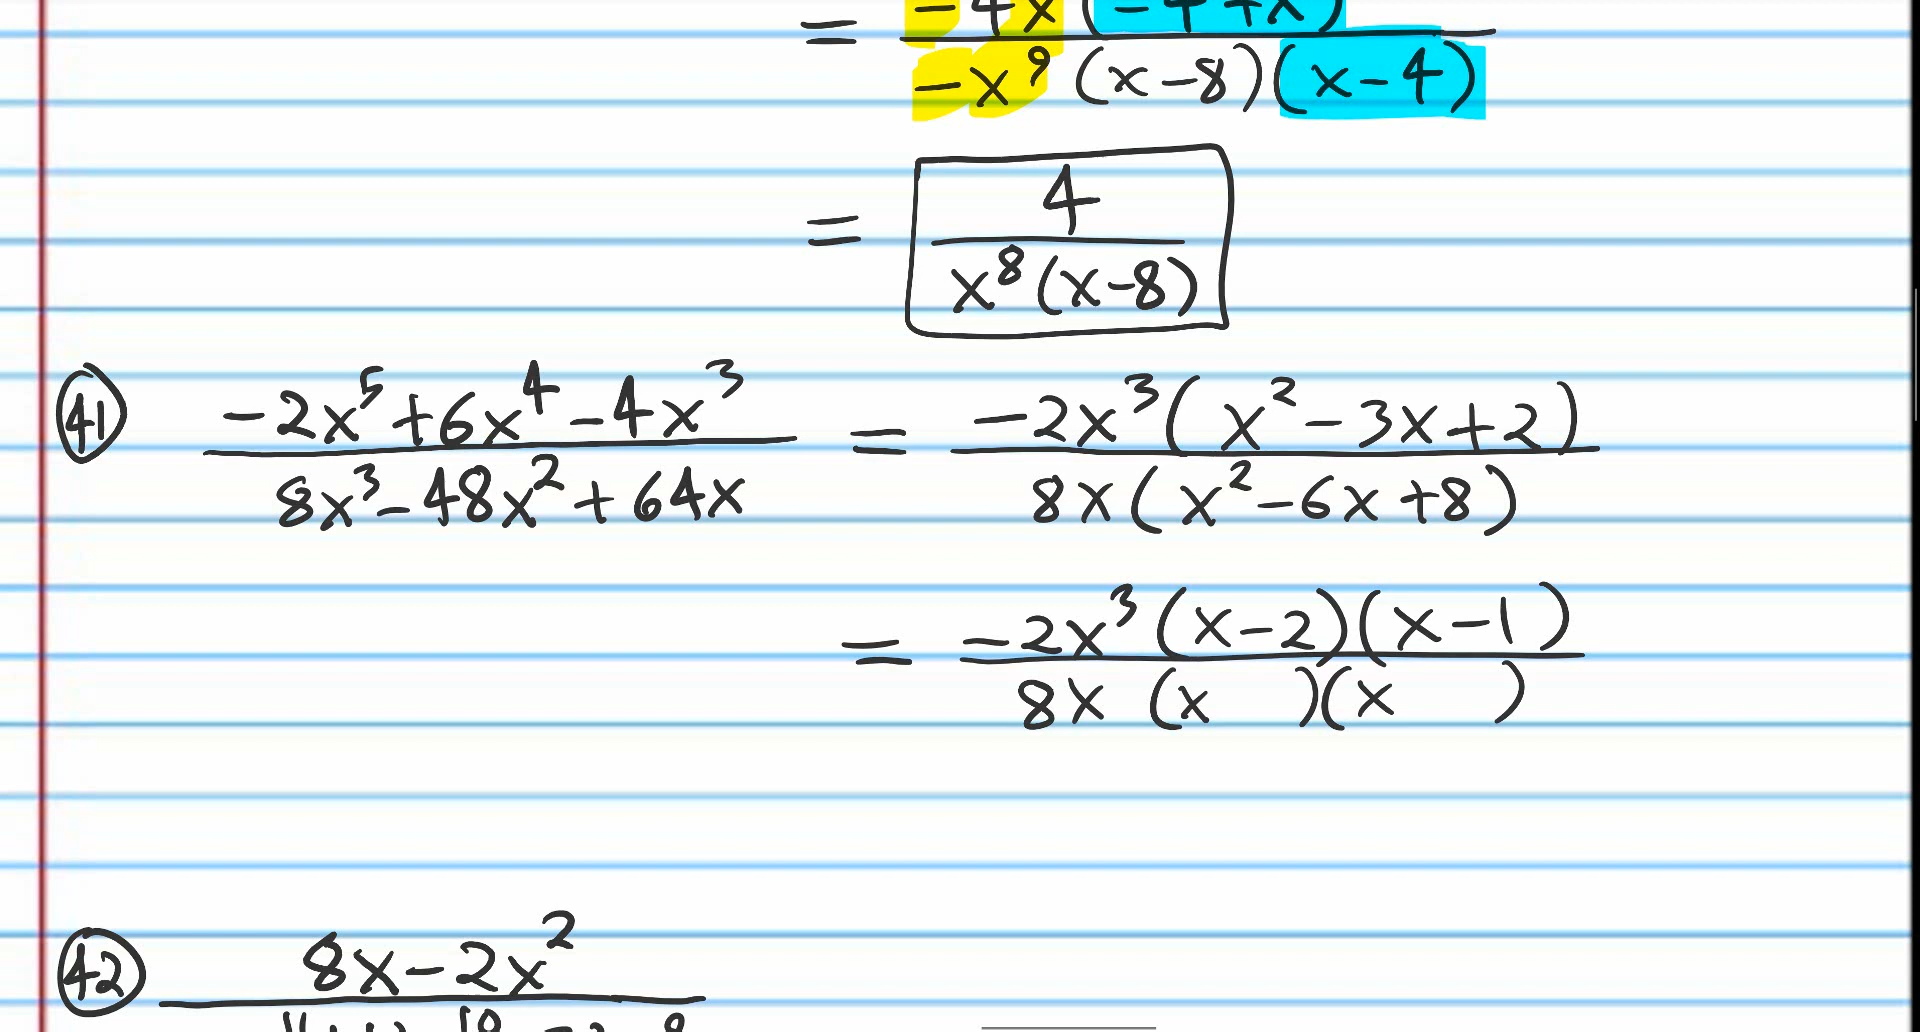 = -4x(-4+x) / -x⁹(x-8)(x-4)
= 4 / x⁸(x-8)
41 -2x⁵+6x⁴-4x³ / 8x³-48x²+64x = -2x³(x²-3x+2) / 8x(x²-6x+8)
= -2x³(x-2)(x-1) / 8x(x )(x )
42 8x-2x²